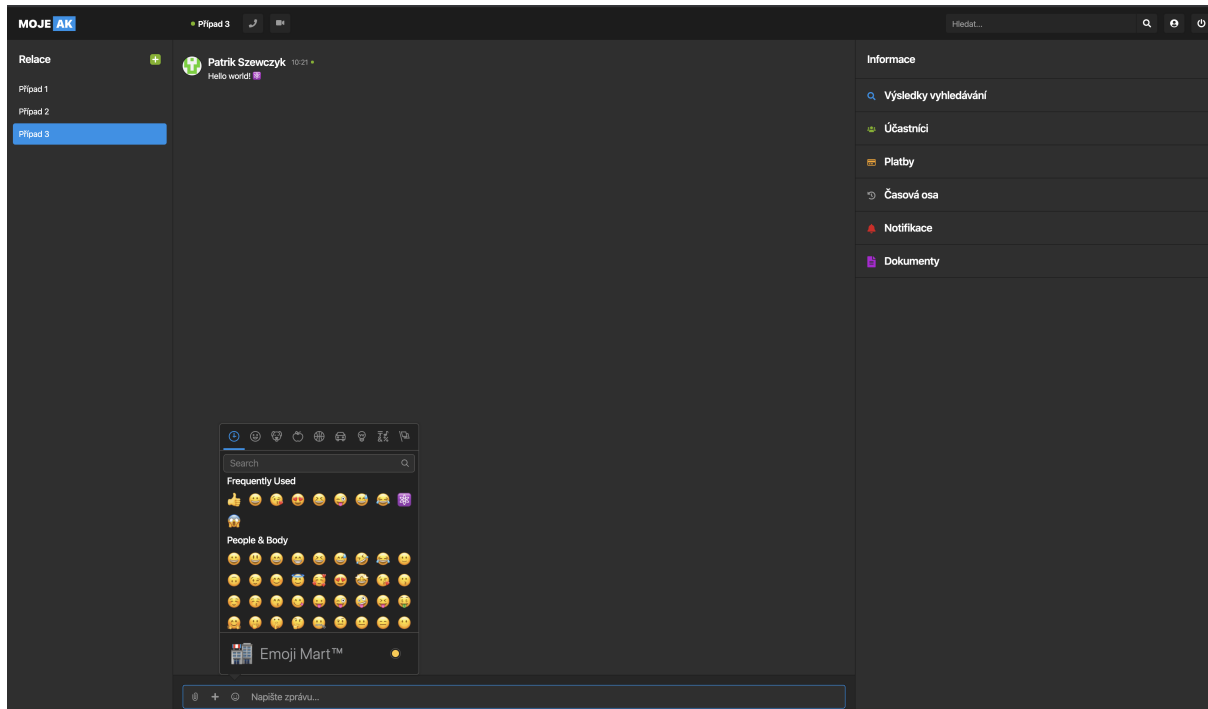 MOJE AK
Případ 3
Hledat...
Relace
Případ 1
Případ 2
Případ 3
Patrik Szewczyk 10:21
Hello world!
Search
Frequently Used
People & Body
Emoji Mart™
Napište zprávu...
Informace
Výsledky vyhledávání
Účastníci
Platby
Časová osa
Notifikace
Dokumenty